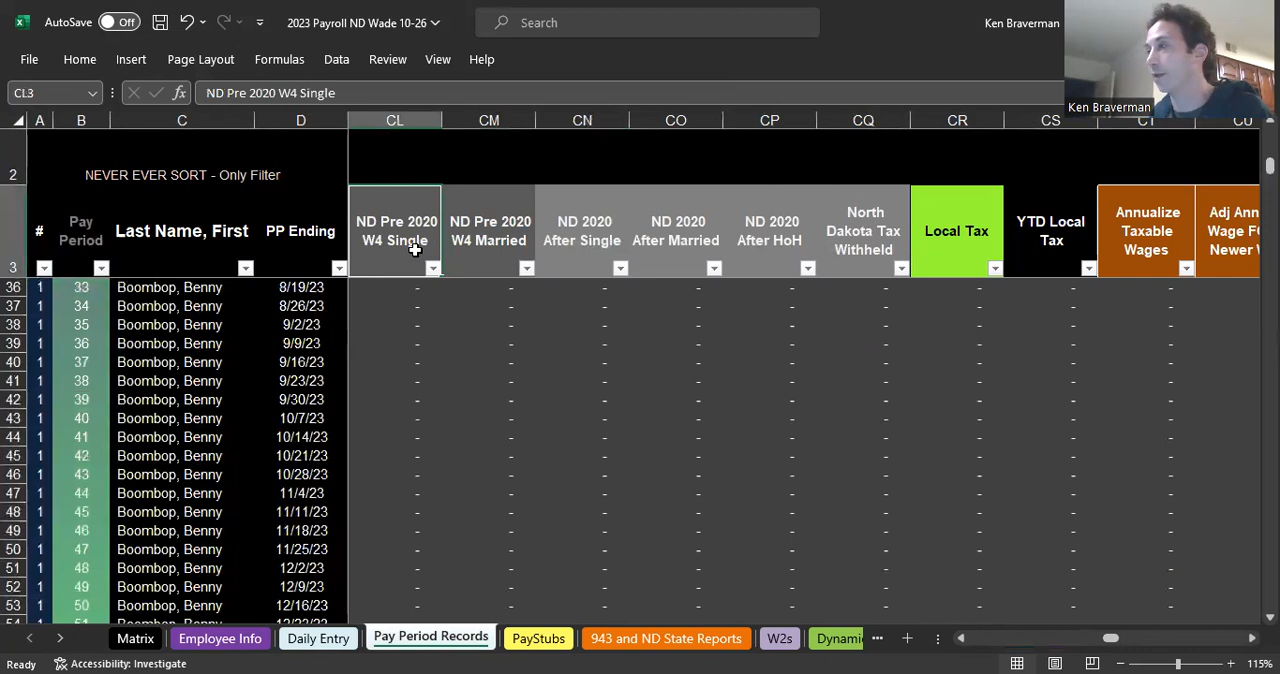 AutoSave Off 2023 Payroll ND Wade 10-26 Search Ken Braverman
File Home Insert Page Layout Formulas Data Review View Help
Ken Braverman
CL3 fx ND Pre 2020 W4 Single
A B C D CL CM CN CO CP CQ CR CS CT CU
2 NEVER EVER SORT - Only Filter
3 # Pay Period Last Name, First PP Ending ND Pre 2020 W4 Single ND Pre 2020 W4 Married ND 2020 After Single ND 2020 After Married ND 2020 After HoH North Dakota Tax Withheld Local Tax YTD Local Tax Annualize Taxable Wages Adj Ann Wage Newer
36 1 33 Boombop, Benny 8/19/23 - - - - - - - - -
37 1 34 Boombop, Benny 8/26/23 - - - - - - - - -
38 1 35 Boombop, Benny 9/2/23 - - - - - - - - -
39 1 36 Boombop, Benny 9/9/23 - - - - - - - - -
40 1 37 Boombop, Benny 9/16/23 - - - - - - - - -
41 1 38 Boombop, Benny 9/23/23 - - - - - - - - -
42 1 39 Boombop, Benny 9/30/23 - - - - - - - - -
43 1 40 Boombop, Benny 10/7/23 - - - - - - - - -
44 1 41 Boombop, Benny 10/14/23 - - - - - - - - -
45 1 42 Boombop, Benny 10/21/23 - - - - - - - - -
46 1 43 Boombop, Benny 10/28/23 - - - - - - - - -
47 1 44 Boombop, Benny 11/4/23 - - - - - - - - -
48 1 45 Boombop, Benny 11/11/23 - - - - - - - - -
49 1 46 Boombop, Benny 11/18/23 - - - - - - - - -
50 1 47 Boombop, Benny 11/25/23 - - - - - - - - -
51 1 48 Boombop, Benny 12/2/23 - - - - - - - - -
52 1 49 Boombop, Benny 12/9/23 - - - - - - - - -
53 1 50 Boombop, Benny 12/16/23 - - - - - - - - -
Matrix Employee Info Daily Entry Pay Period Records PayStubs 943 and ND State Reports W2s Dynamic
Ready Accessibility: Investigate 115%